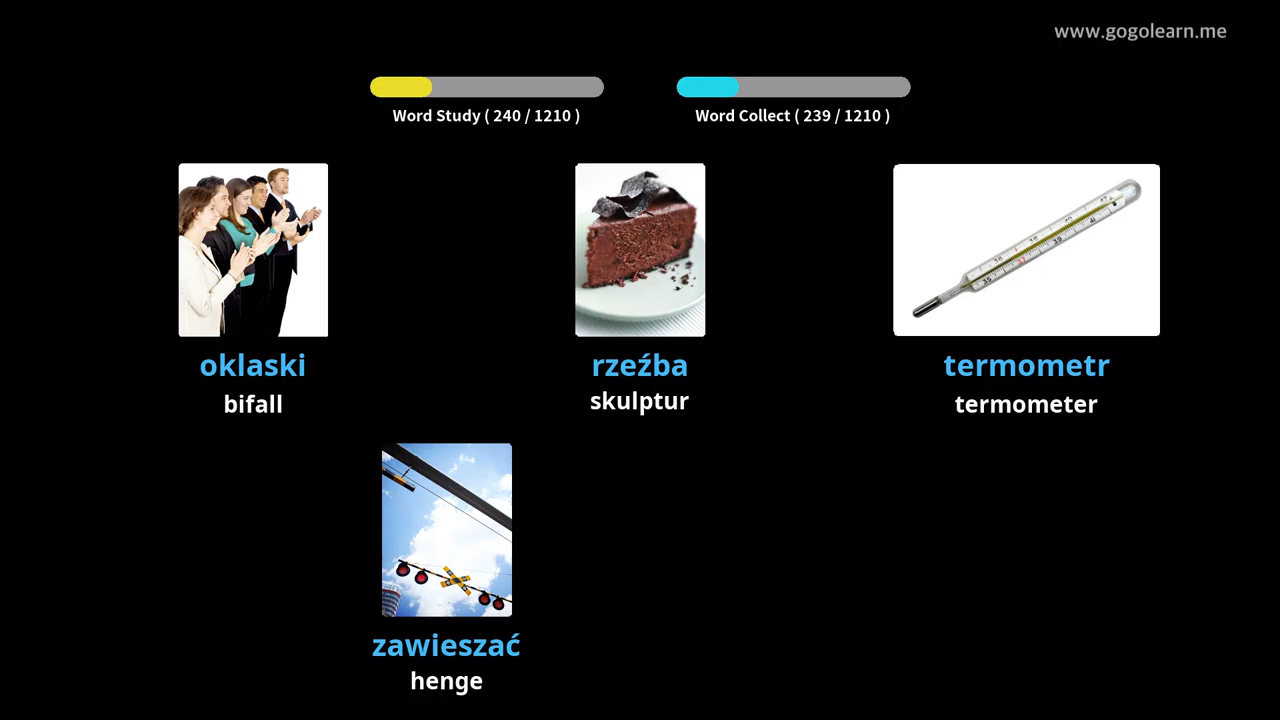 www.gogolearn.me
Word Study ( 240 / 1210 )
Word Collect ( 239 / 1210 )
oklaski
bifall
rzeźba
skulptur
termometr
termometer
zawieszać
henge